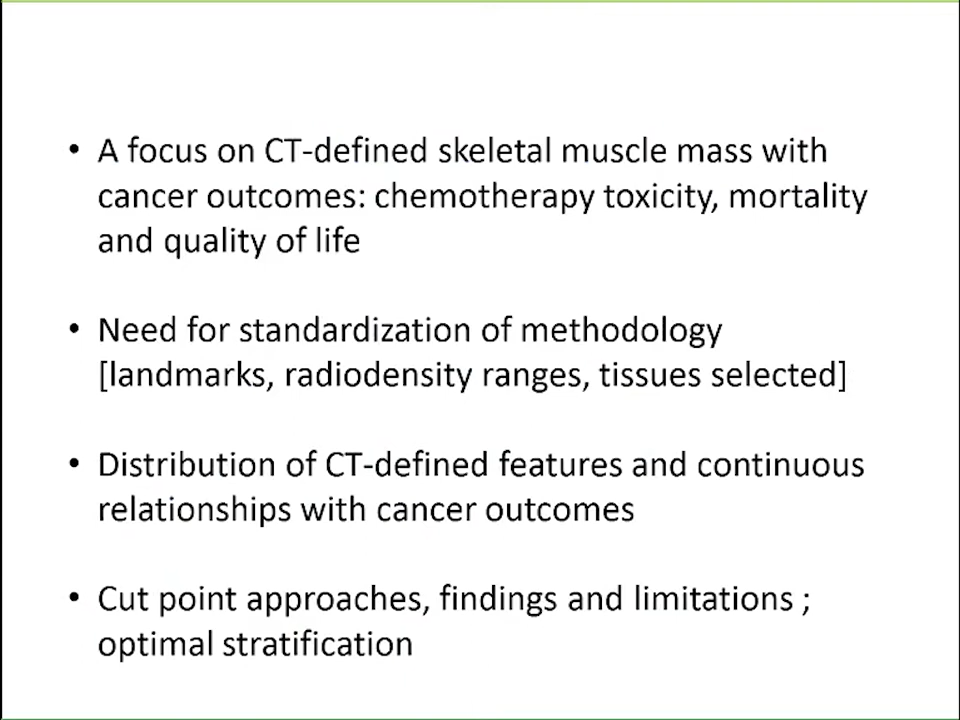 • A focus on CT-defined skeletal muscle mass with
cancer outcomes: chemotherapy toxicity, mortality
and quality of life
• Need for standardization of methodology
[landmarks, radiodensity ranges, tissues selected]
• Distribution of CT-defined features and continuous
relationships with cancer outcomes
• Cut point approaches, findings and limitations ;
optimal stratification